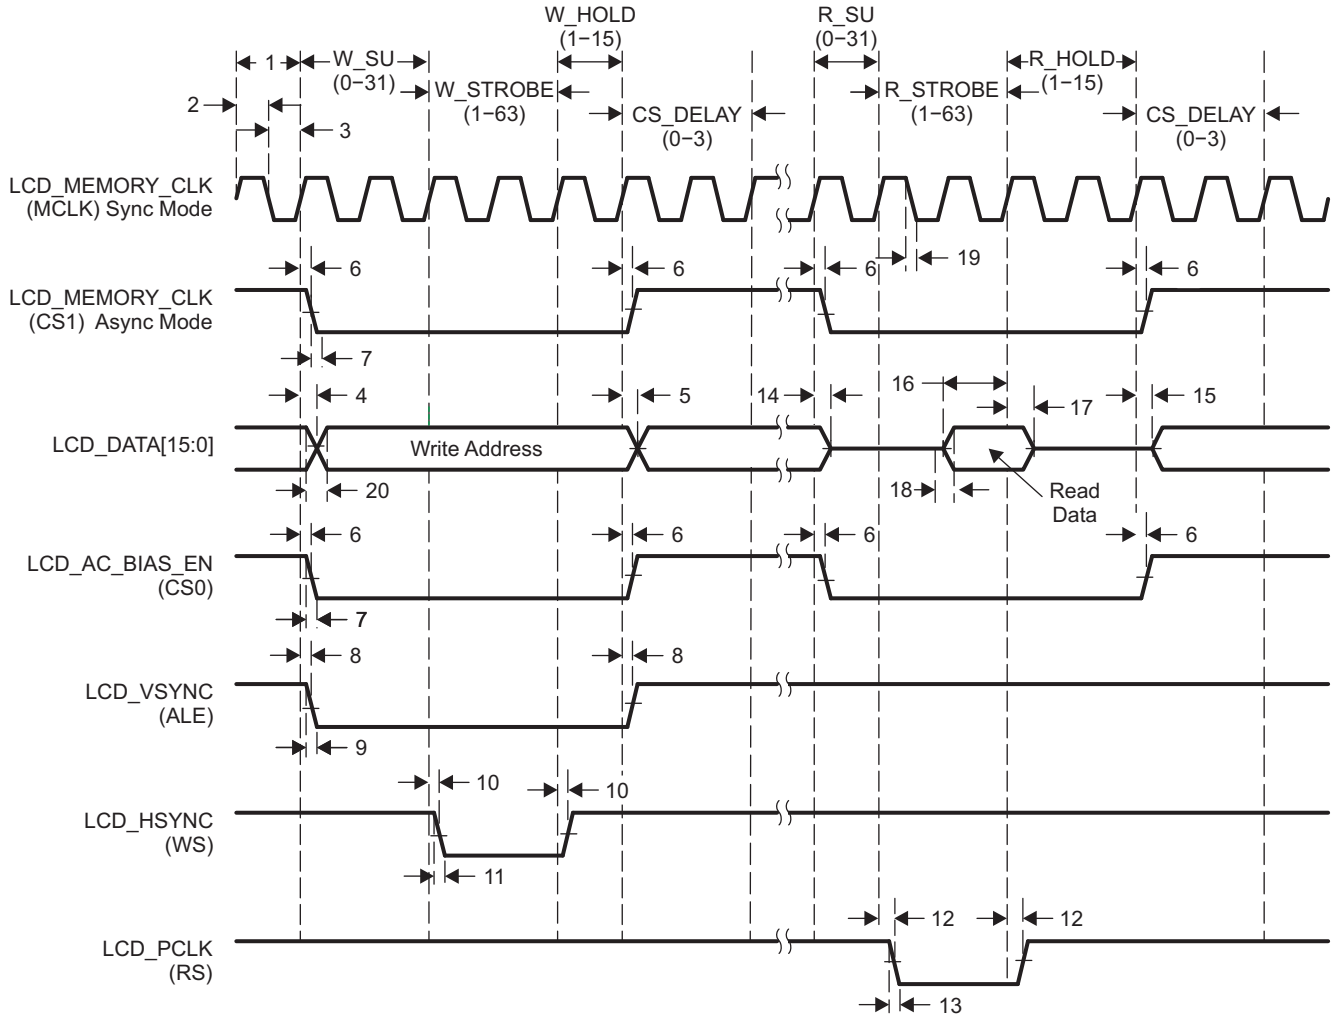 W_HOLD
(1−15)
R_SU
(0−31)
1
W_SU
(0−31)
R_HOLD
(1−15)
2
3
W_STROBE
(1−63)
CS_DELAY
(0−3)
R_STROBE
(1−63)
CS_DELAY
(0−3)
LCD_MEMORY_CLK
(MCLK) Sync Mode
19
6
6
6
6
LCD_MEMORY_CLK
(CS1) Async Mode
7
4
5
14
16
17
15
LCD_DATA[15:0]
Write Address
20
18
Read
Data
6
6
6
6
LCD_AC_BIAS_EN
(CS0)
7
8
8
LCD_VSYNC
(ALE)
9
10
10
LCD_HSYNC
(WS)
11
12
12
LCD_PCLK
(RS)
13